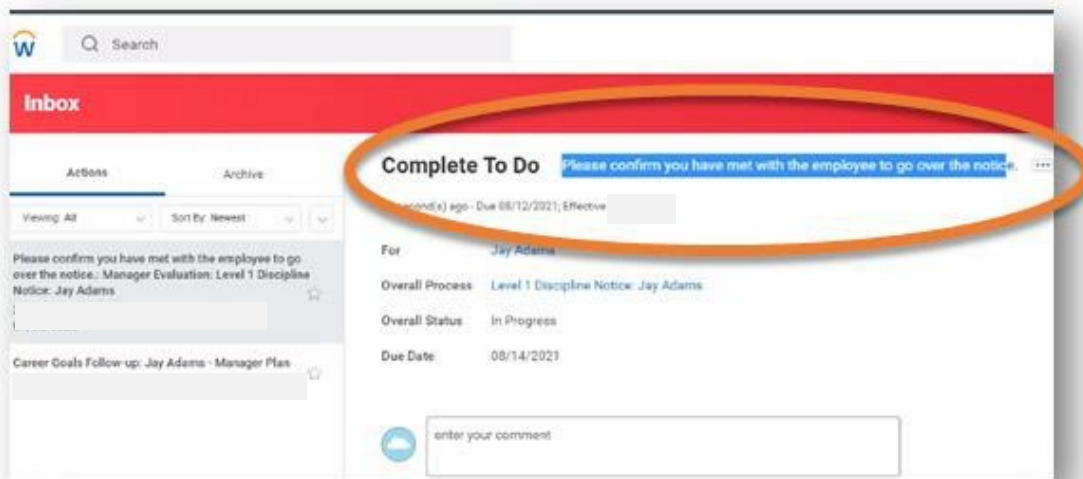 W
Search
Inbox
Actions
Archive
Viewing: All
Sort By: Newest
Please confirm you have met with the employee to go
over the notice.: Manager Evaluation: Level 1 Discipline
Notice: Jay Adams
Career Goals Follow-up: Jay Adams - Manager Plan
Complete To Do Please confirm you have met with the employee to go over the notice.
second(s) ago - Due 08/12/2021; Effective
For Jay Adams
Overall Process Level 1 Discipline Notice: Jay Adams
Overall Status In Progress
Due Date 08/14/2021
enter your comment